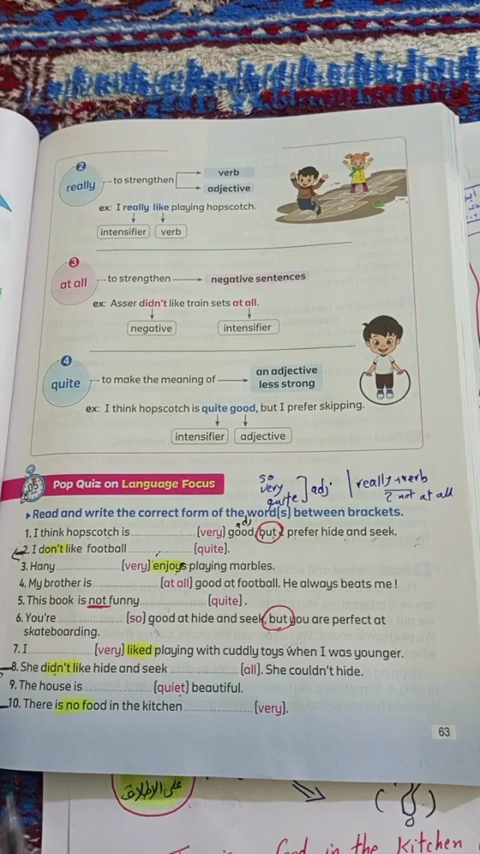 2
really
to strengthen
verb
adjective
ex: I really like playing hopscotch.
intensifier verb
3
at all
to strengthen
negative sentences
ex: Asser didn't like train sets at all.
negative intensifier
4
quite
to make the meaning of
an adjective
less strong
ex: I think hopscotch is quite good, but I prefer skipping.
intensifier adjective
Pop Quiz on Language Focus
so
very
quite ] adj
really + verb
not at all
Read and write the correct form of the word(s) between brackets.
adj
1. I think hopscotch is .................... (very) good, but I prefer hide and seek.
2. I don't like football .................... (quite).
3. Hany .................... (very) enjoys playing marbles.
4. My brother is .................... (at all) good at football. He always beats me!
5. This book is not funny .................... (quite).
6. You're .................... (so) good at hide and seek, but you are perfect at
skateboarding.
7. I .................... (very) liked playing with cuddly toys when I was younger.
8. She didn't like hide and seek .................... (all). She couldn't hide.
9. The house is .................... (quiet) beautiful.
10. There is no food in the kitchen .................... (very).
63
على الإطلاق
in the Kitchen